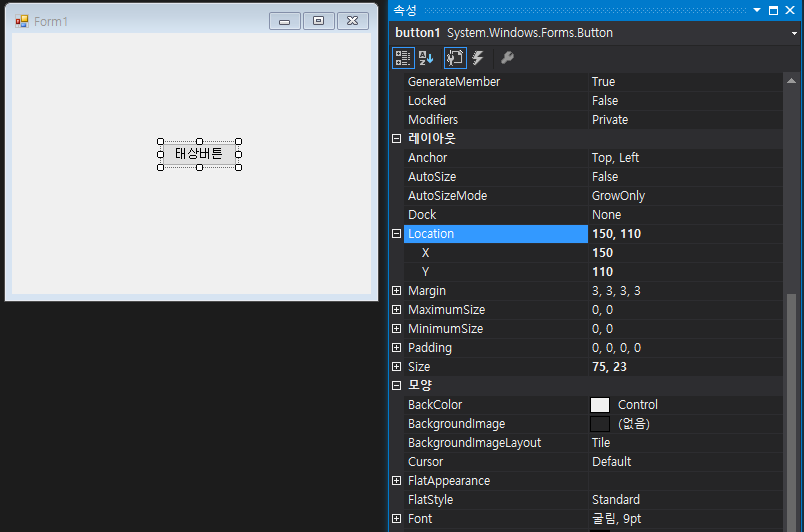 Form1
태상버튼
속성
button1 System.Windows.Forms.Button
GenerateMember True
Locked False
Modifiers Private
레이아웃
Anchor Top, Left
AutoSize False
AutoSizeMode GrowOnly
Dock None
Location 150, 110
X 150
Y 110
Margin 3, 3, 3, 3
MaximumSize 0, 0
MinimumSize 0, 0
Padding 0, 0, 0, 0
Size 75, 23
모양
BackColor Control
BackgroundImage (없음)
BackgroundImageLayout Tile
Cursor Default
FlatAppearance
FlatStyle Standard
Font 굴림, 9pt